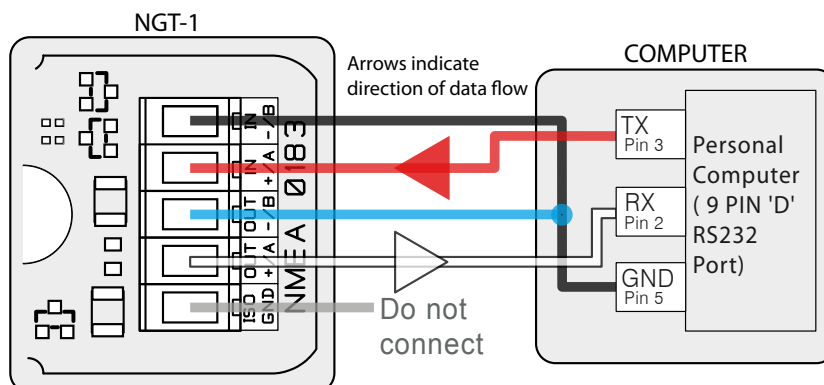 NGT-1
Arrows indicate
direction of data flow
COMPUTER
IN -/B
IN +/A
OUT -/B
OUT +/A
ISO GND
NMEA 0183
Do not
connect
TX
Pin 3
RX
Pin 2
GND
Pin 5
Personal
Computer
( 9 PIN 'D'
RS232
Port)